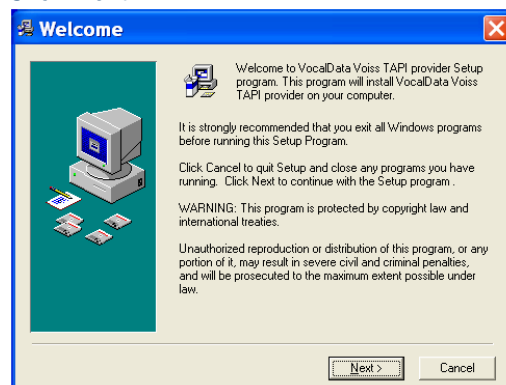 Welcome
Welcome to VocalData Voiss TAPI provider Setup
program. This program will install VocalData Voiss
TAPI provider on your computer.
It is strongly recommended that you exit all Windows programs
before running this Setup Program.
Click Cancel to quit Setup and close any programs you have
running. Click Next to continue with the Setup program .
WARNING: This program is protected by copyright law and
international treaties.
Unauthorized reproduction or distribution of this program, or any
portion of it, may result in severe civil and criminal penalties,
and will be prosecuted to the maximum extent possible under
law.
Next >
Cancel